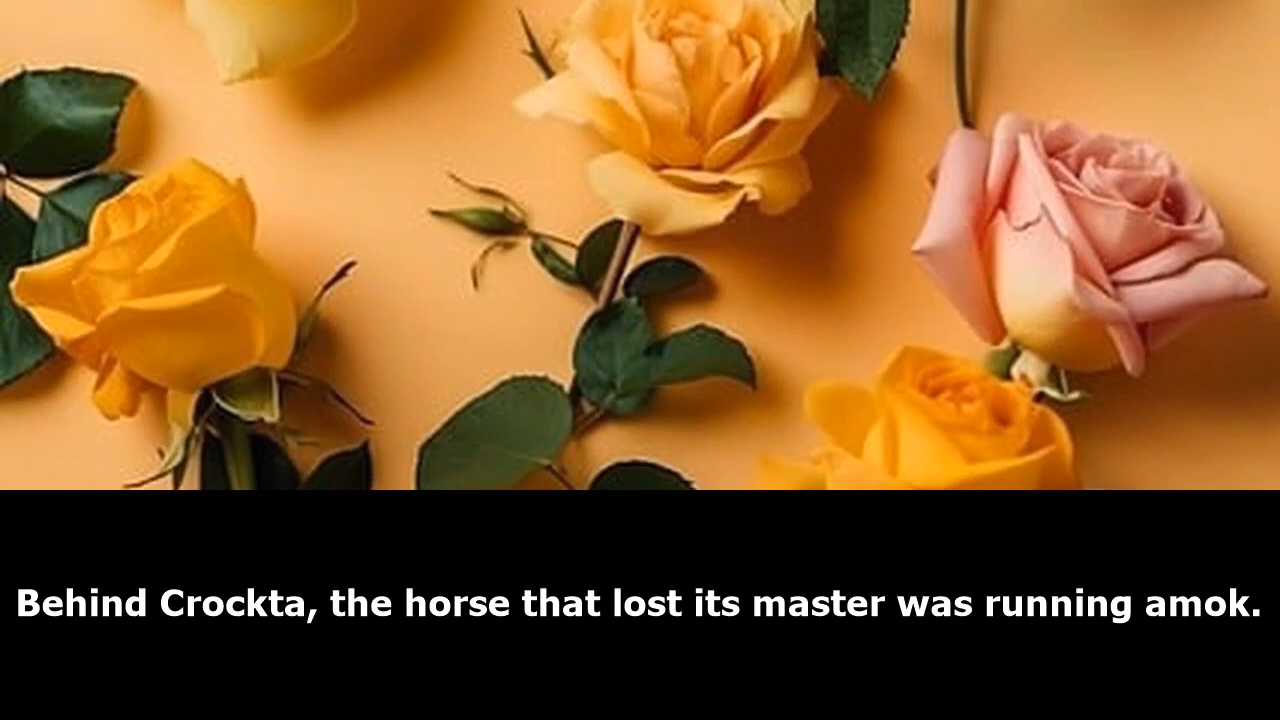 Behind Crockta, the horse that lost its master was running amok.